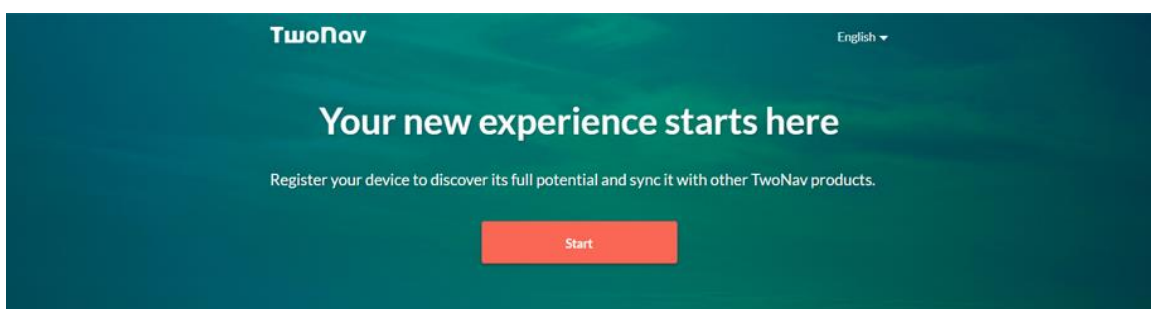 TwoNav
English
Your new experience starts here
Register your device to discover its full potential and sync it with other TwoNav products.
Start